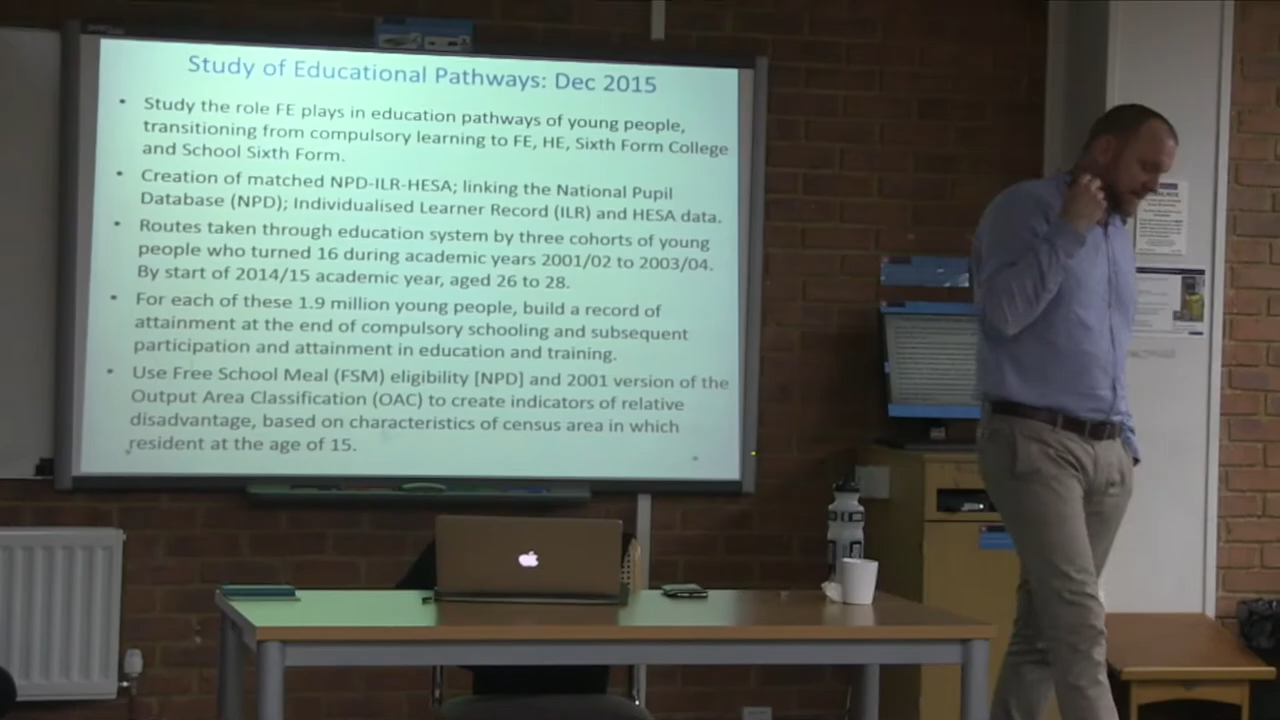 Study of Educational Pathways: Dec 2015
• Study the role FE plays in education pathways of young people,
transitioning from compulsory learning to FE, HE, Sixth Form College
and School Sixth Form.
• Creation of matched NPD-ILR-HESA; linking the National Pupil
Database (NPD); Individualised Learner Record (ILR) and HESA data.
• Routes taken through education system by three cohorts of young
people who turned 16 during academic years 2001/02 to 2003/04.
By start of 2014/15 academic year, aged 26 to 28.
• For each of these 1.9 million young people, build a record of
attainment at the end of compulsory schooling and subsequent
participation and attainment in education and training.
• Use Free School Meal (FSM) eligibility [NPD] and 2001 version of the
Output Area Classification (OAC) to create indicators of relative
disadvantage, based on characteristics of census area in which
resident at the age of 15.